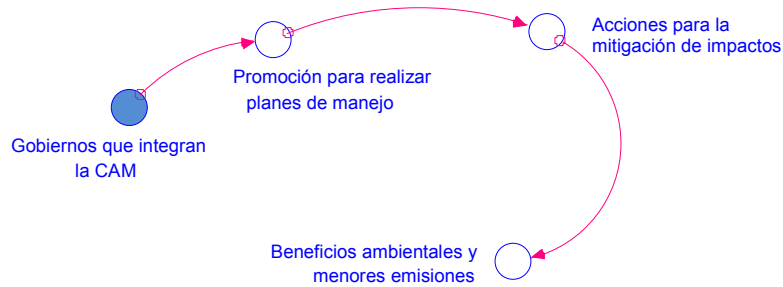 Acciones para la
mitigación de impactos
Promoción para realizar
planes de manejo
Gobiernos que integran
la CAM
Beneficios ambientales y
menores emisiones